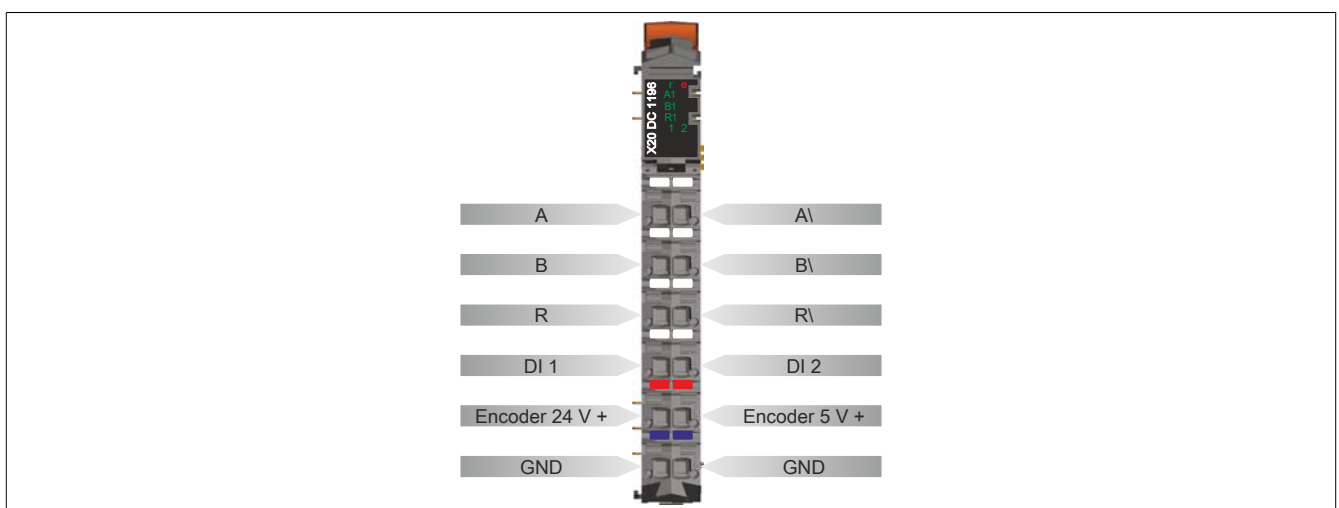 X20 DC 1196
r e
A1
B1
R1
1 2
A A\
B B\
R R\
DI 1 DI 2
Encoder 24 V + Encoder 5 V +
GND GND